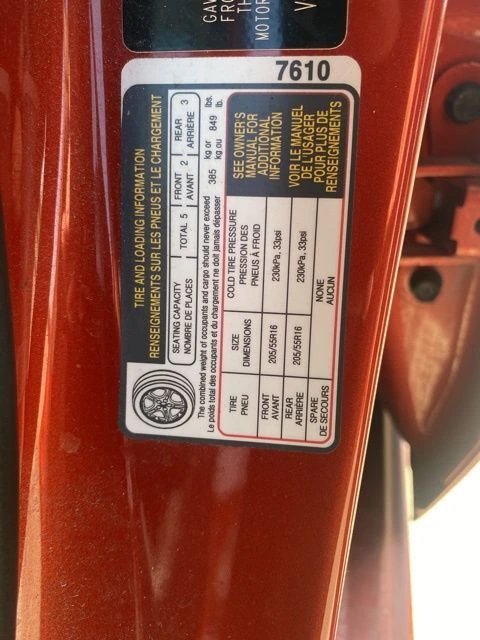 GAW
FRO
TH
MOTOR
V
7610
TIRE AND LOADING INFORMATION
RENSEIGNEMENTS SUR LES PNEUS ET LE CHARGEMENT
SEATING CAPACITY
NOMBRE DE PLACES
TOTAL 5
FRONT 2
AVANT
REAR 3
ARRIÈRE
The combined weight of occupants and cargo should never exceed 385 kg or 849 lbs.
Le poids total des occupants et du chargement ne doit jamais dépasser kg ou lb.
TIRE SIZE COLD TIRE PRESSURE
PNEU DIMENSIONS PRESSION DES
PNEUS À FROID
FRONT
AVANT
205/55R16 230kPa, 33psi
REAR
ARRIÈRE
205/55R16 230kPa, 33psi
SPARE
DE SECOURS
NONE
AUCUN
SEE OWNER'S
MANUAL FOR
ADDITIONAL
INFORMATION
VOIR LE MANUEL
DE L'USAGER
POUR PLUS DE
RENSEIGNEMENTS